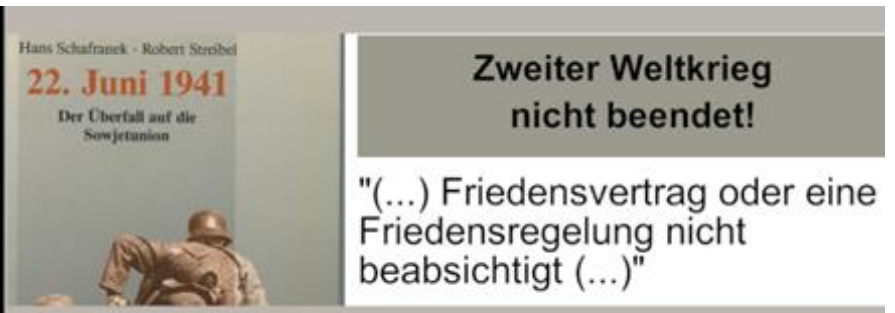 Hans Schafranek - Robert Streibel
22. Juni 1941
Der Überfall auf die
Sowjetunion
Zweiter Weltkrieg
nicht beendet!
"(...) Friedensvertrag oder eine
Friedensregelung nicht
beabsichtigt (...)"